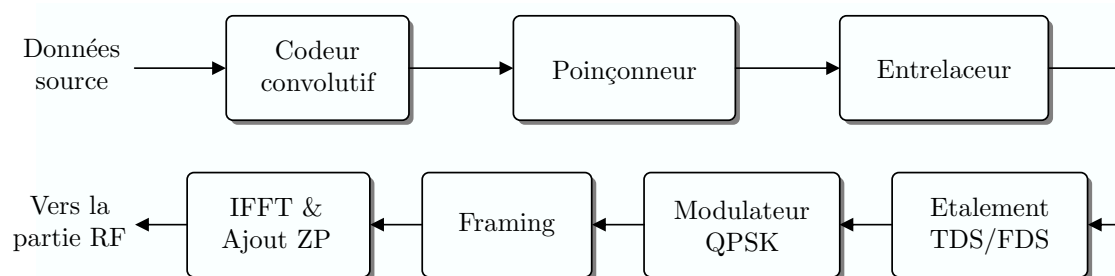 Données
source
Codeur
convolutif
Poinçonneur
Entrelaceur
Vers la
partie RF
IFFT &
Ajout ZP
Framing
Modulateur
QPSK
Etalement
TDS/FDS